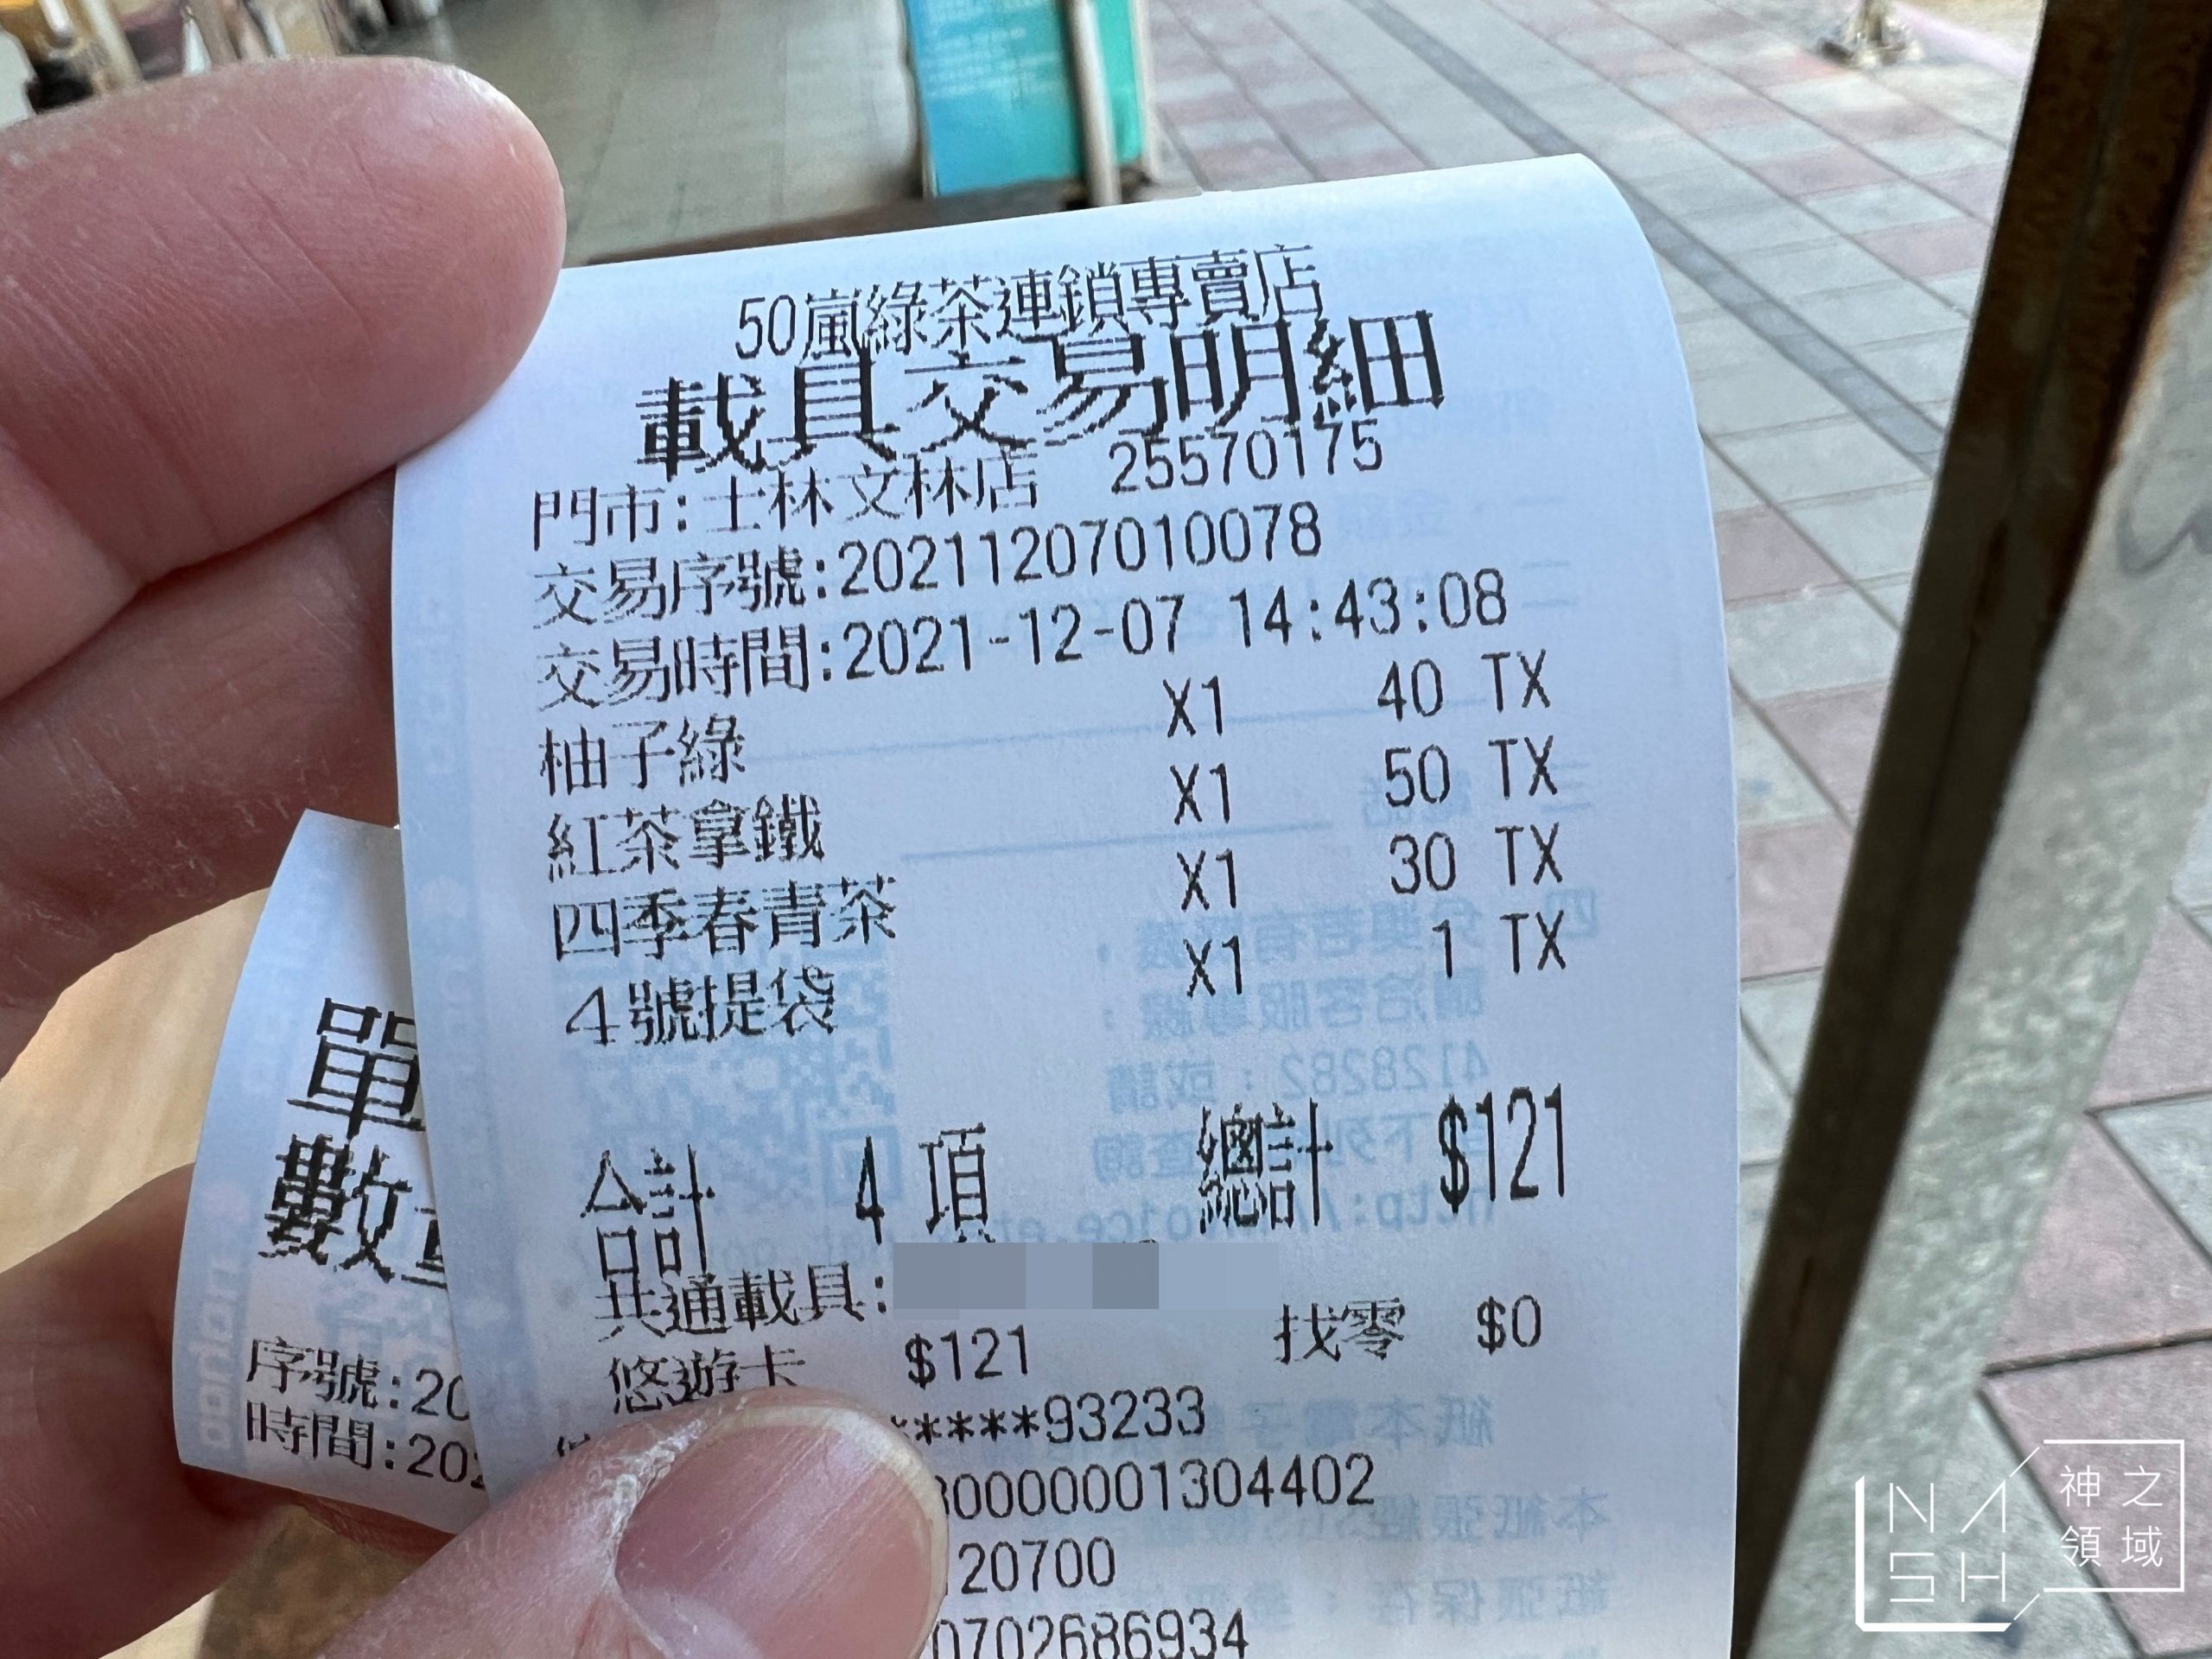 50嵐綠茶連鎖專賣店
載具交易明細
門市:士林文林店 25570175
交易序號:20211207010078
交易時間:2021-12-07 14:43:08
柚子綠 X1 40 TX
紅茶拿鐵 X1 50 TX
四季春青茶 X1 30 TX
4號提袋 X1 1 TX
合計 4 項 總計 $121
共通載具:
悠遊卡 $121 找零 $0
*****93233
0000001304402
120700
0702686934
單
數
序號:20
時間:202
NASH
神之領域